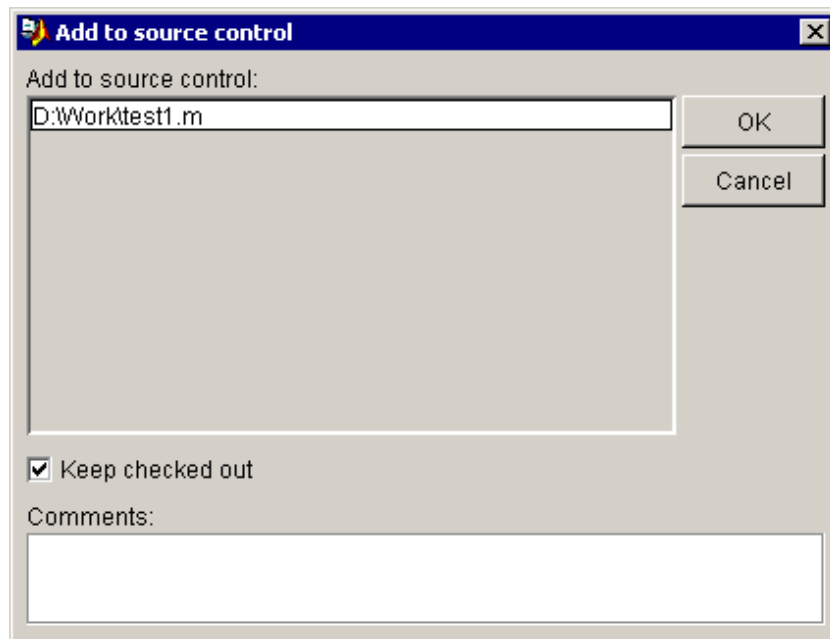 Add to source control
Add to source control:
D:\Work\test1.m
OK
Cancel
Keep checked out
Comments: